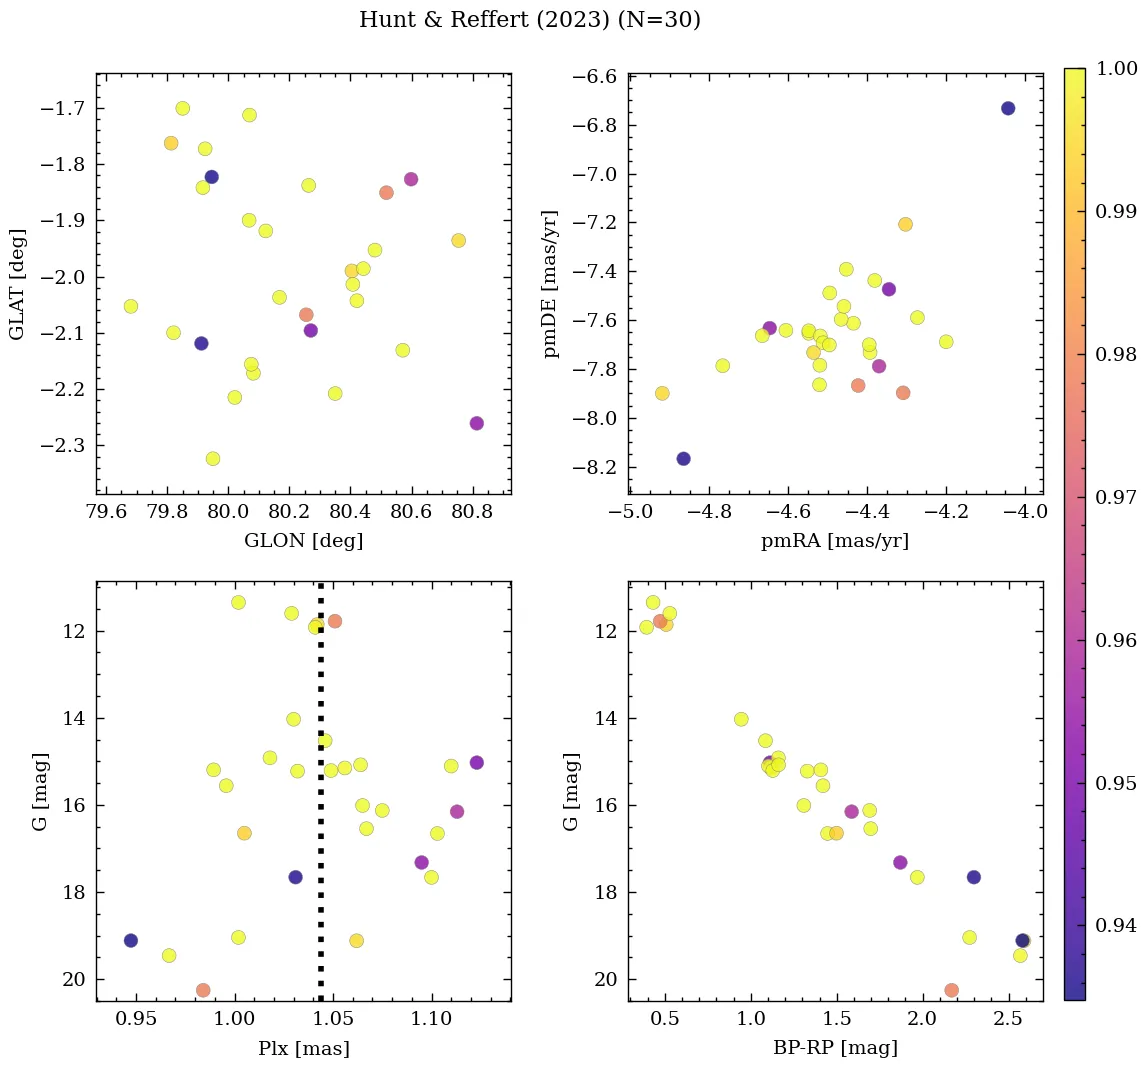 Hunt & Reffert (2023) (N=30)
−1.7
−1.8
−1.9
−2.0
−2.1
−2.2
−2.3
GLAT [deg]
79.6 79.8 80.0 80.2 80.4 80.6 80.8
GLON [deg]
−6.6
−6.8
−7.0
−7.2
−7.4
−7.6
−7.8
−8.0
−8.2
pmDE [mas/yr]
−5.0 −4.8 −4.6 −4.4 −4.2 −4.0
pmRA [mas/yr]
12
14
16
18
20
G [mag]
0.95 1.00 1.05 1.10
Plx [mas]
12
14
16
18
20
G [mag]
0.5 1.0 1.5 2.0 2.5
BP-RP [mag]
1.00
0.99
0.98
0.97
0.96
0.95
0.94